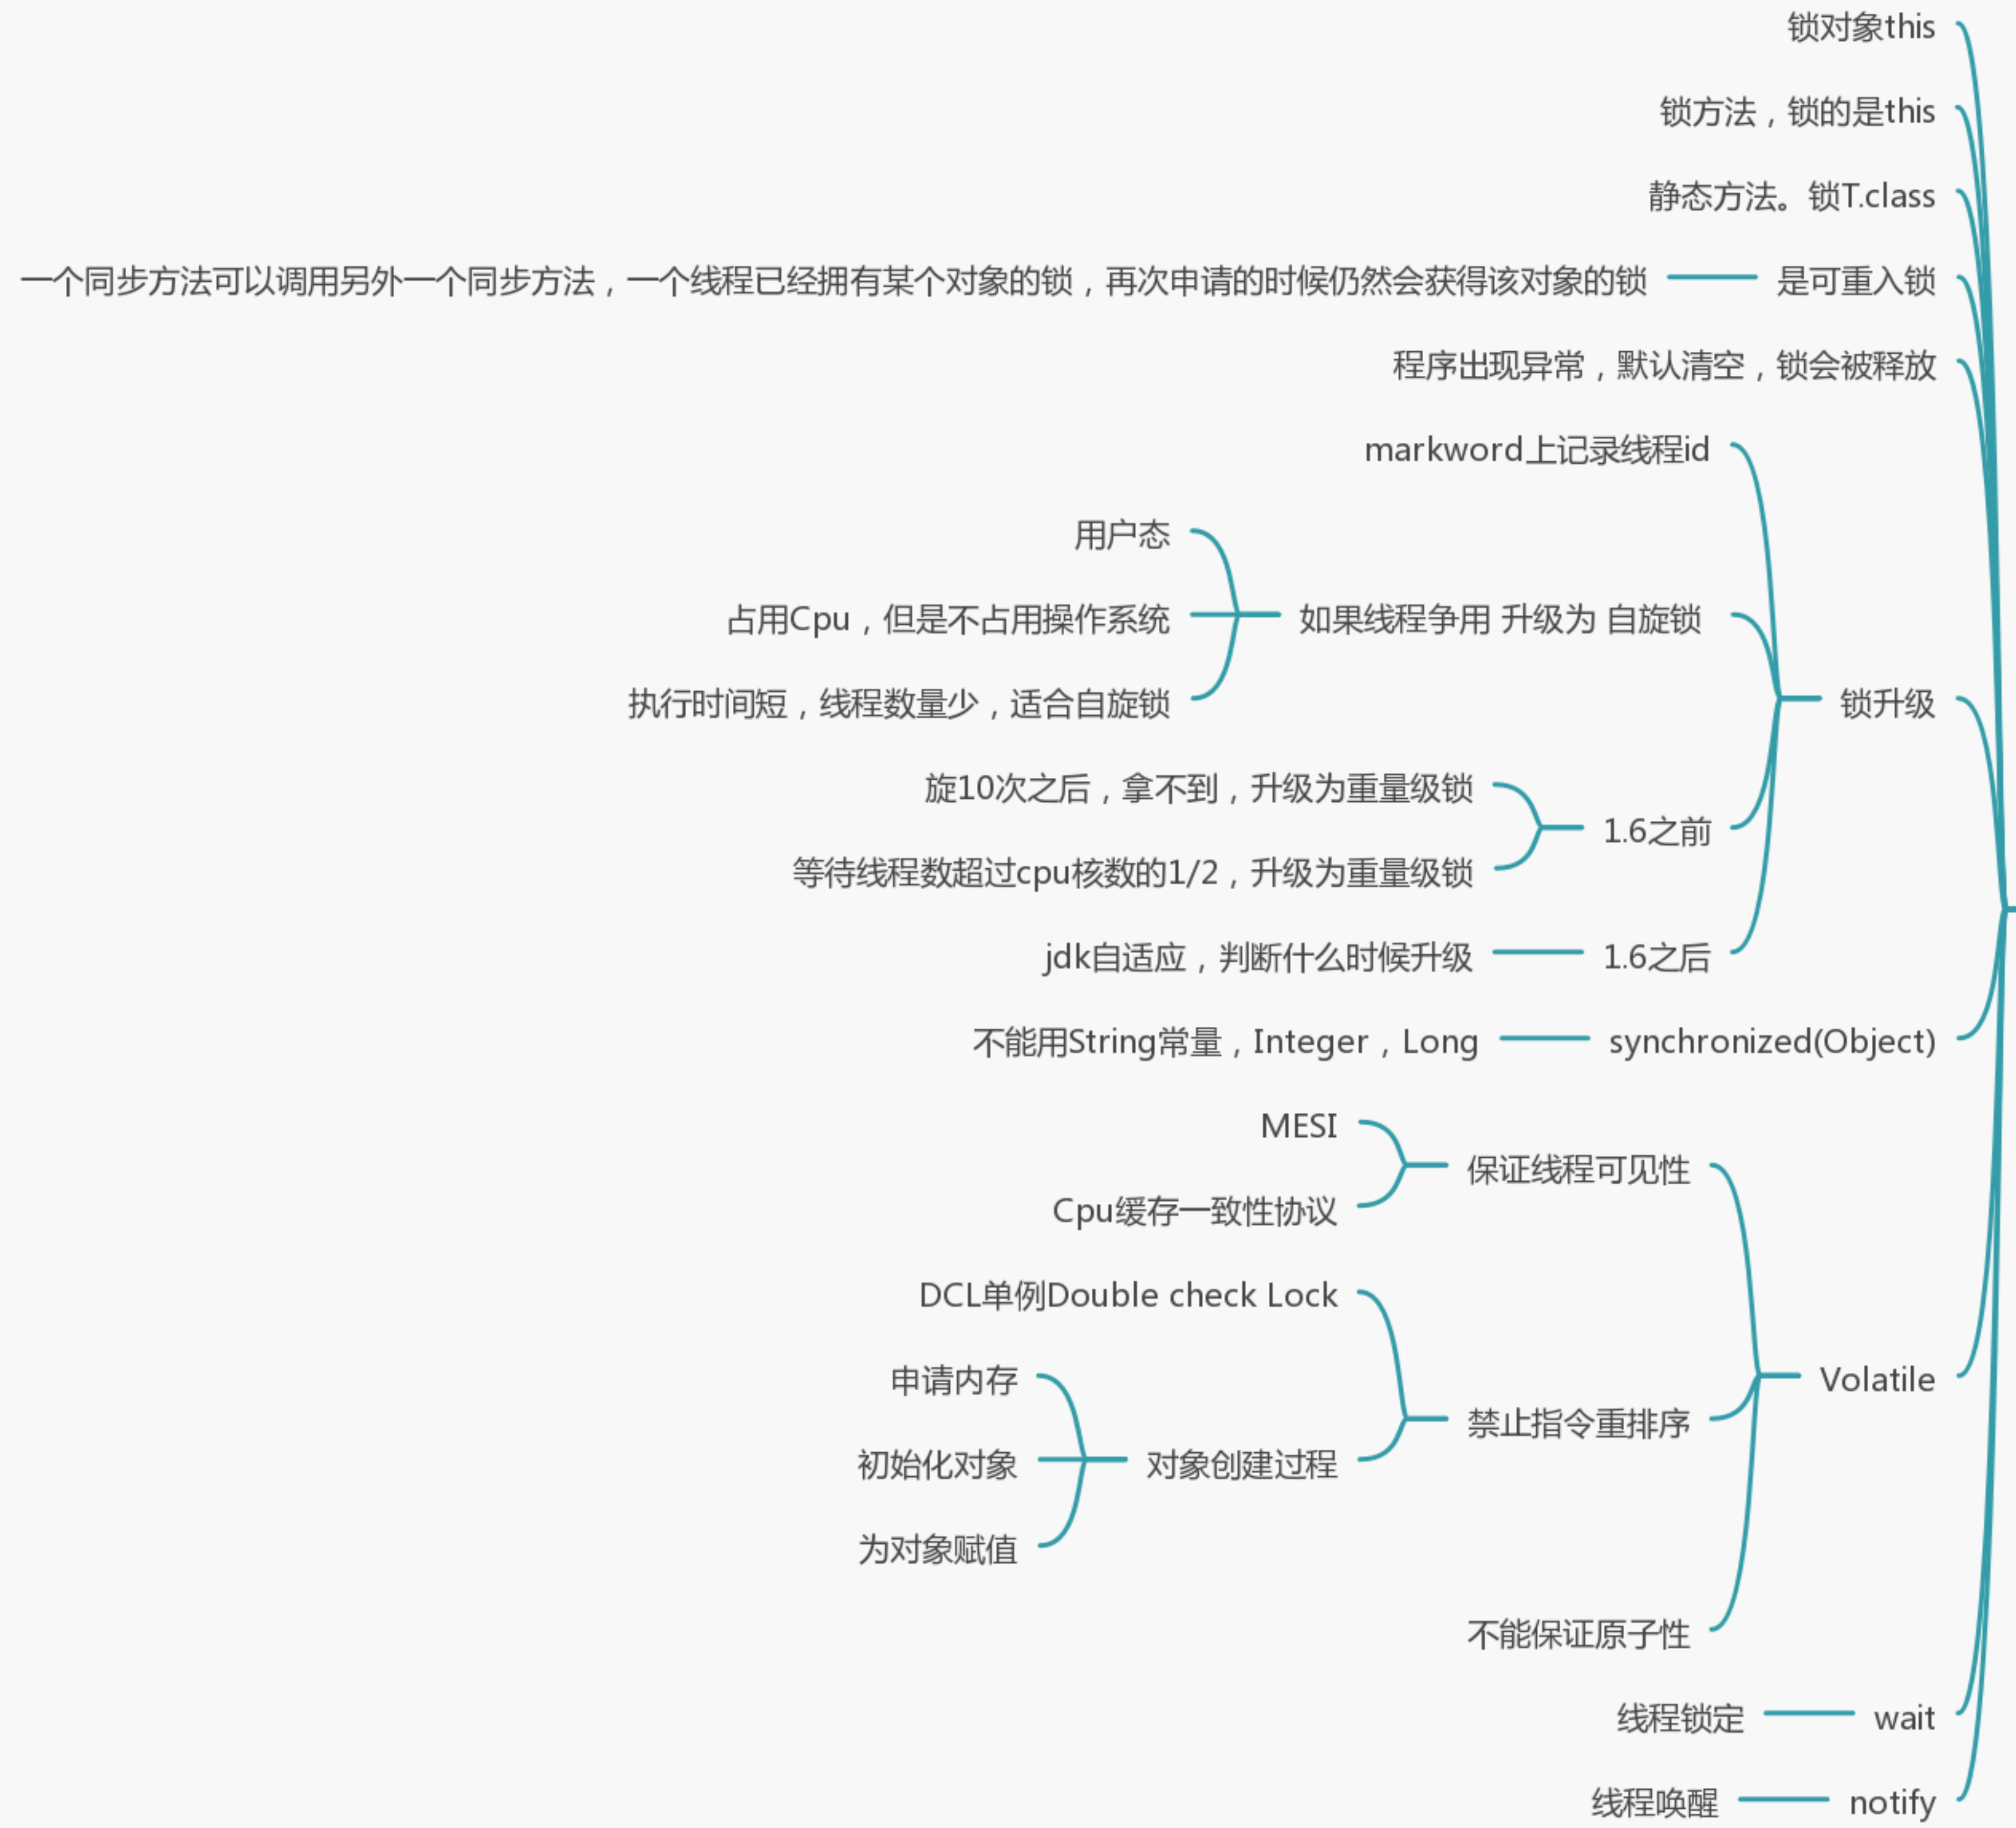 锁对象this
锁方法，锁的是this
静态方法。锁T.class
一个同步方法可以调用另外一个同步方法，一个线程已经拥有某个对象的锁，再次申请的时候仍然会获得该对象的锁
是可重入锁
程序出现异常，默认清空，锁会被释放
markword上记录线程id
用户态
占用Cpu，但是不占用操作系统
如果线程争用 升级为 自旋锁
执行时间短，线程数量少，适合自旋锁
锁升级
旋10次之后，拿不到，升级为重量级锁
1.6之前
等待线程数超过cpu核数的1/2，升级为重量级锁
jdk自适应，判断什么时候升级
1.6之后
不能用String常量，Integer，Long
synchronized(Object)
MESI
保证线程可见性
Cpu缓存一致性协议
DCL单例Double check Lock
申请内存
Volatile
禁止指令重排序
初始化对象
对象创建过程
为对象赋值
不能保证原子性
线程锁定
wait
线程唤醒
notify